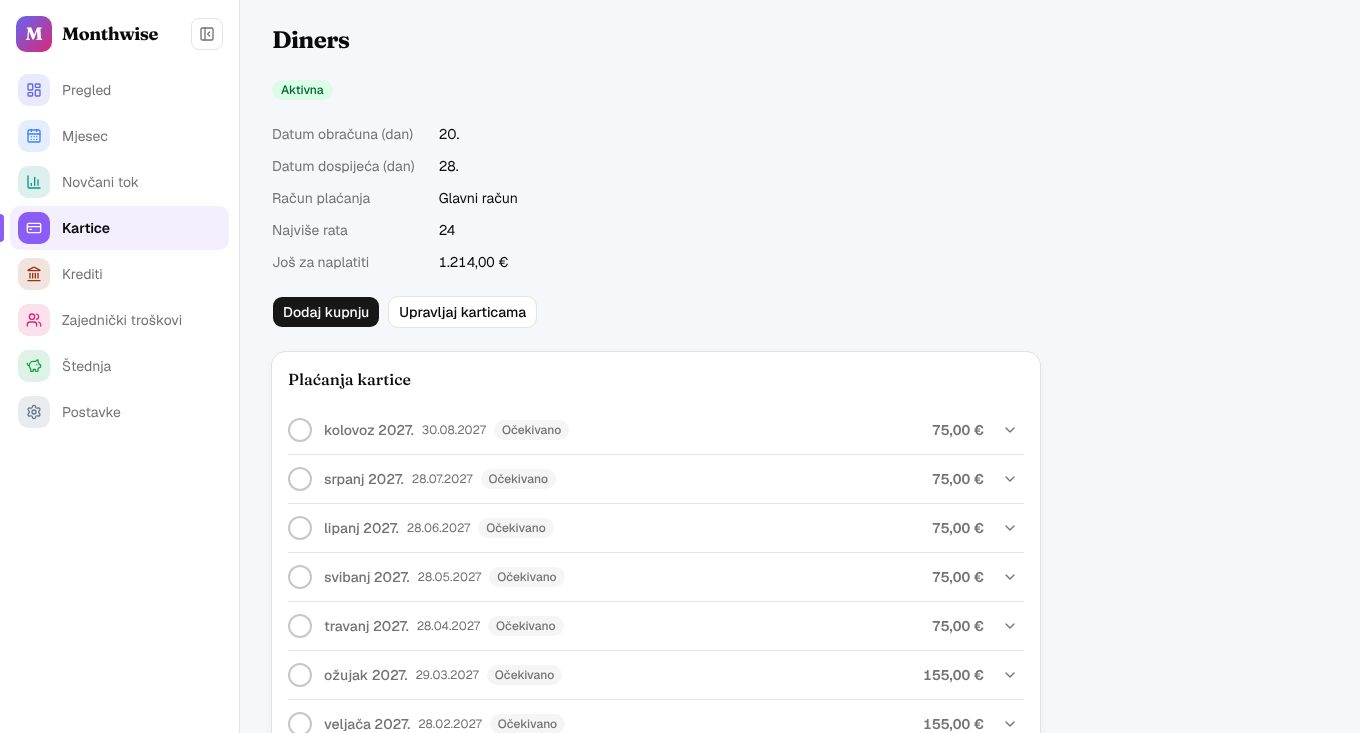 M Monthwise
Pregled
Mjesec
Novčani tok
Kartice
Krediti
Zajednički troškovi
Štednja
Postavke
Diners
Aktivna
Datum obračuna (dan) 20.
Datum dospijeća (dan) 28.
Račun plaćanja Glavni račun
Najviše rata 24
Još za naplatiti 1.214,00 €
Dodaj kupnju Upravljaj karticama
Plaćanja kartice
kolovoz 2027. 30.08.2027 Očekivano 75,00 €
srpanj 2027. 28.07.2027 Očekivano 75,00 €
lipanj 2027. 28.06.2027 Očekivano 75,00 €
svibanj 2027. 28.05.2027 Očekivano 75,00 €
travanj 2027. 28.04.2027 Očekivano 75,00 €
ožujak 2027. 29.03.2027 Očekivano 155,00 €
veljača 2027. 28.02.2027 Očekivano 155,00 €